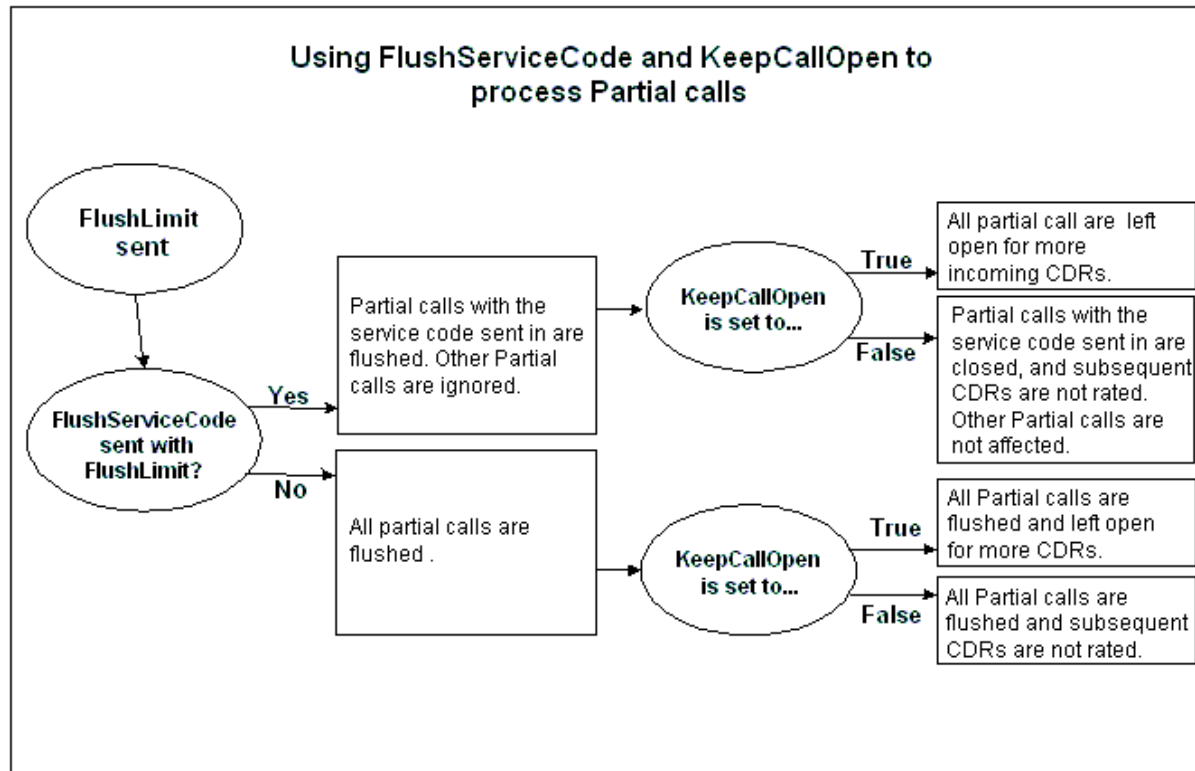 Using FlushServiceCode and KeepCallOpen to
process Partial calls
FlushLimit
sent
FlushServiceCode
sent with
FlushLimit?
Yes
No
Partial calls with the
service code sent in are
flushed. Other Partial
calls are ignored.
All partial calls are
flushed .
KeepCallOpen
is set to...
True
False
All partial call are left
open for more
incoming CDRs.
Partial calls with the
service code sent in are
closed, and subsequent
CDRs are not rated.
Other Partial calls are
not affected.
KeepCallOpen
is set to...
True
False
All Partial calls are
flushed and left open
for more CDRs.
All Partial calls are
flushed and subsequent
CDRs are not rated.